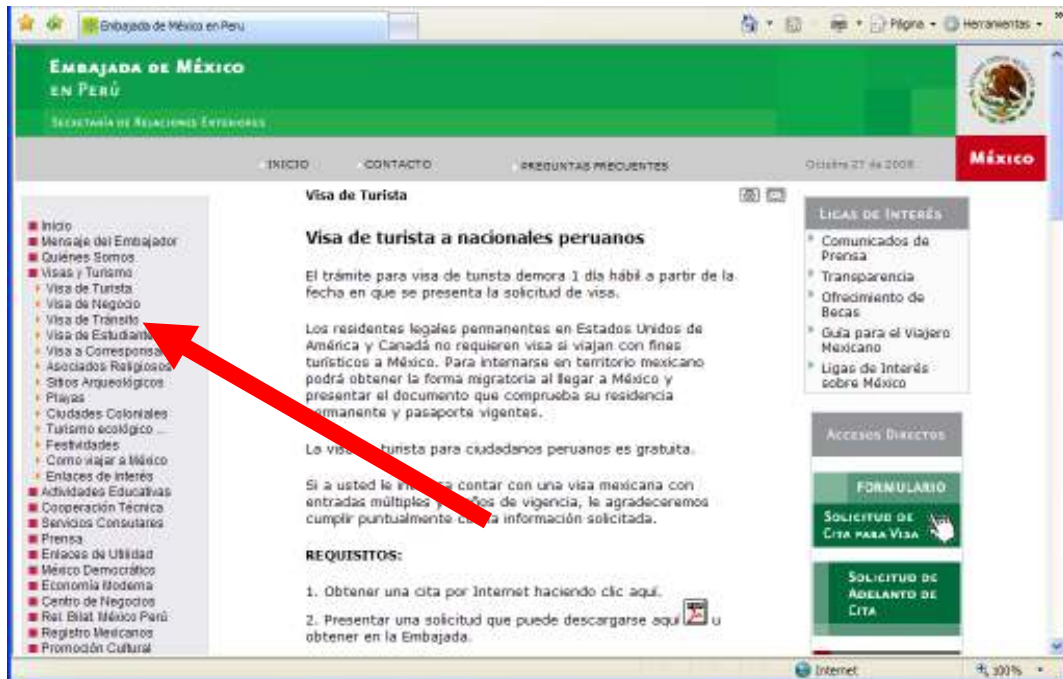 Embajada de México en Peru
Página
Herramientas
EMBAJADA DE MÉXICO
EN PERÚ
SECRETARÍA DE RELACIONES EXTERIORES
INICIO
CONTACTO
PREGUNTAS FRECUENTES
Octubre 27 de 2008
México
Inicio
Mensaje del Embajador
Quiénes Somos
Visas y Turismo
Visa de Turista
Visa de Negocio
Visa de Tránsito
Visa de Estudiante
Visa a Corresponsa
Asociados Religiosos
Sitios Arqueológicos
Playas
Ciudades Coloniales
Turismo ecológico ...
Festividades
Como viajar a México
Enlaces de interés
Actividades Educativas
Cooperación Técnica
Servicios Consulares
Prensa
Enlaces de Utilidad
México Democrático
Economía Moderna
Centro de Negocios
Rel. Bilat. México Perú
Registro Mexicanos
Promoción Cultural
Visa de Turista
Visa de turista a nacionales peruanos
El trámite para visa de turista demora 1 día hábil a partir de la
fecha en que se presenta la solicitud de visa.
Los residentes legales permanentes en Estados Unidos de
América y Canadá no requieren visa si viajan con fines
turísticos a México. Para internarse en territorio mexicano
podrá obtener la forma migratoria al llegar a México y
presentar el documento que comprueba su residencia
permanente y pasaporte vigentes.
La visa turista para ciudadanos peruanos es gratuita.
Si a usted le contar con una visa mexicana con
entradas múltiples y de vigencia, le agradeceremos
cumplir puntualmente información solicitada.
REQUISITOS:
1. Obtener una cita por Internet haciendo clic aquí.
2. Presentar una solicitud que puede descargarse aquí u
obtener en la Embajada.
LIGAS DE INTERÉS
Comunicados de
Prensa
Transparencia
Ofrecimiento de
Becas
Guía para el Viajero
Mexicano
Ligas de Interés
sobre México
ACCESOS DIRECTOS
FORMULARIO
SOLICITUD DE
CITA PARA VISA
SOLICITUD DE
ADELANTO DE
CITA
Internet
100%